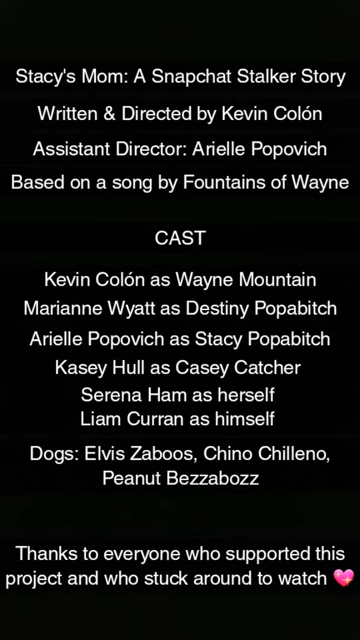 Stacy's Mom: A Snapchat Stalker Story
Written & Directed by Kevin Colón
Assistant Director: Arielle Popovich
Based on a song by Fountains of Wayne
CAST
Kevin Colón as Wayne Mountain
Marianne Wyatt as Destiny Popabitch
Arielle Popovich as Stacy Popabitch
Kasey Hull as Casey Catcher
Serena Ham as herself
Liam Curran as himself
Dogs: Elvis Zaboos, Chino Chilleno,
Peanut Bezzabozz
Thanks to everyone who supported this
project and who stuck around to watch 💖